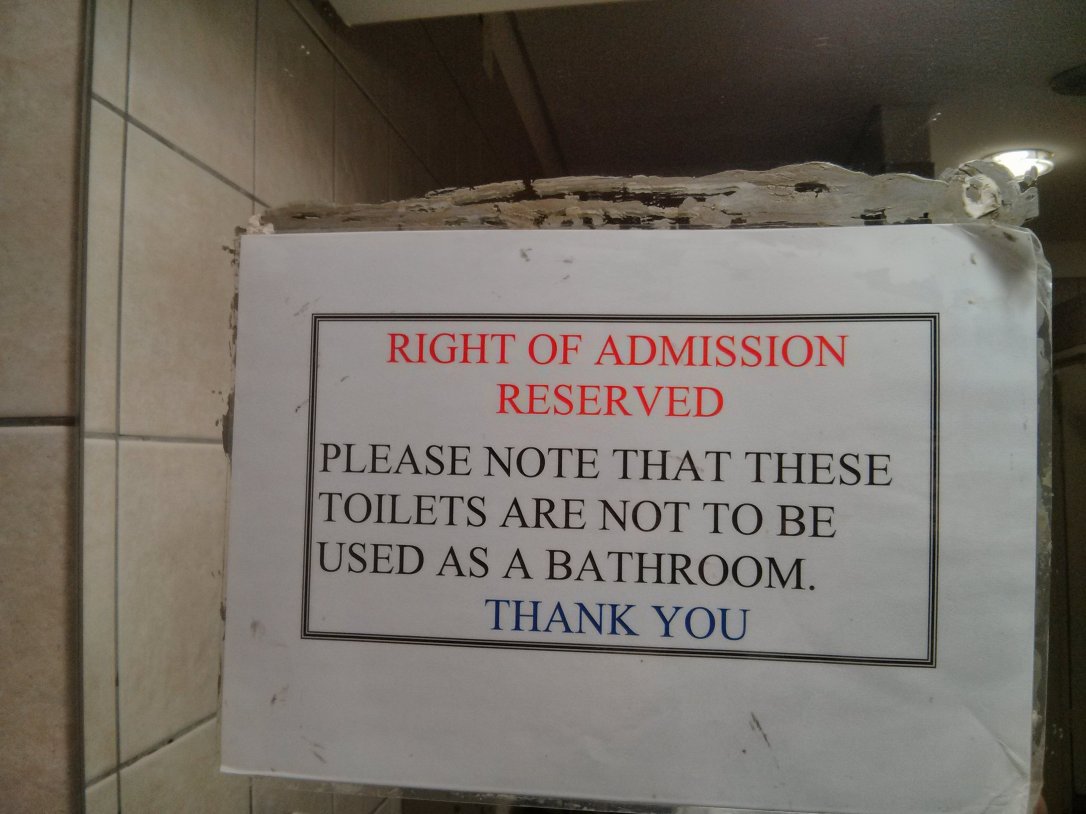 RIGHT OF ADMISSION
RESERVED
PLEASE NOTE THAT THESE
TOILETS ARE NOT TO BE
USED AS A BATHROOM.
THANK YOU